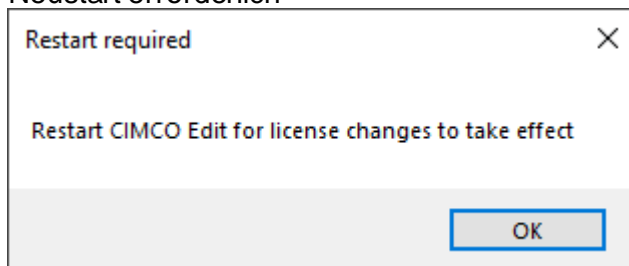 Neustart erforderlich
Restart required
Restart CIMCO Edit for license changes to take effect
OK